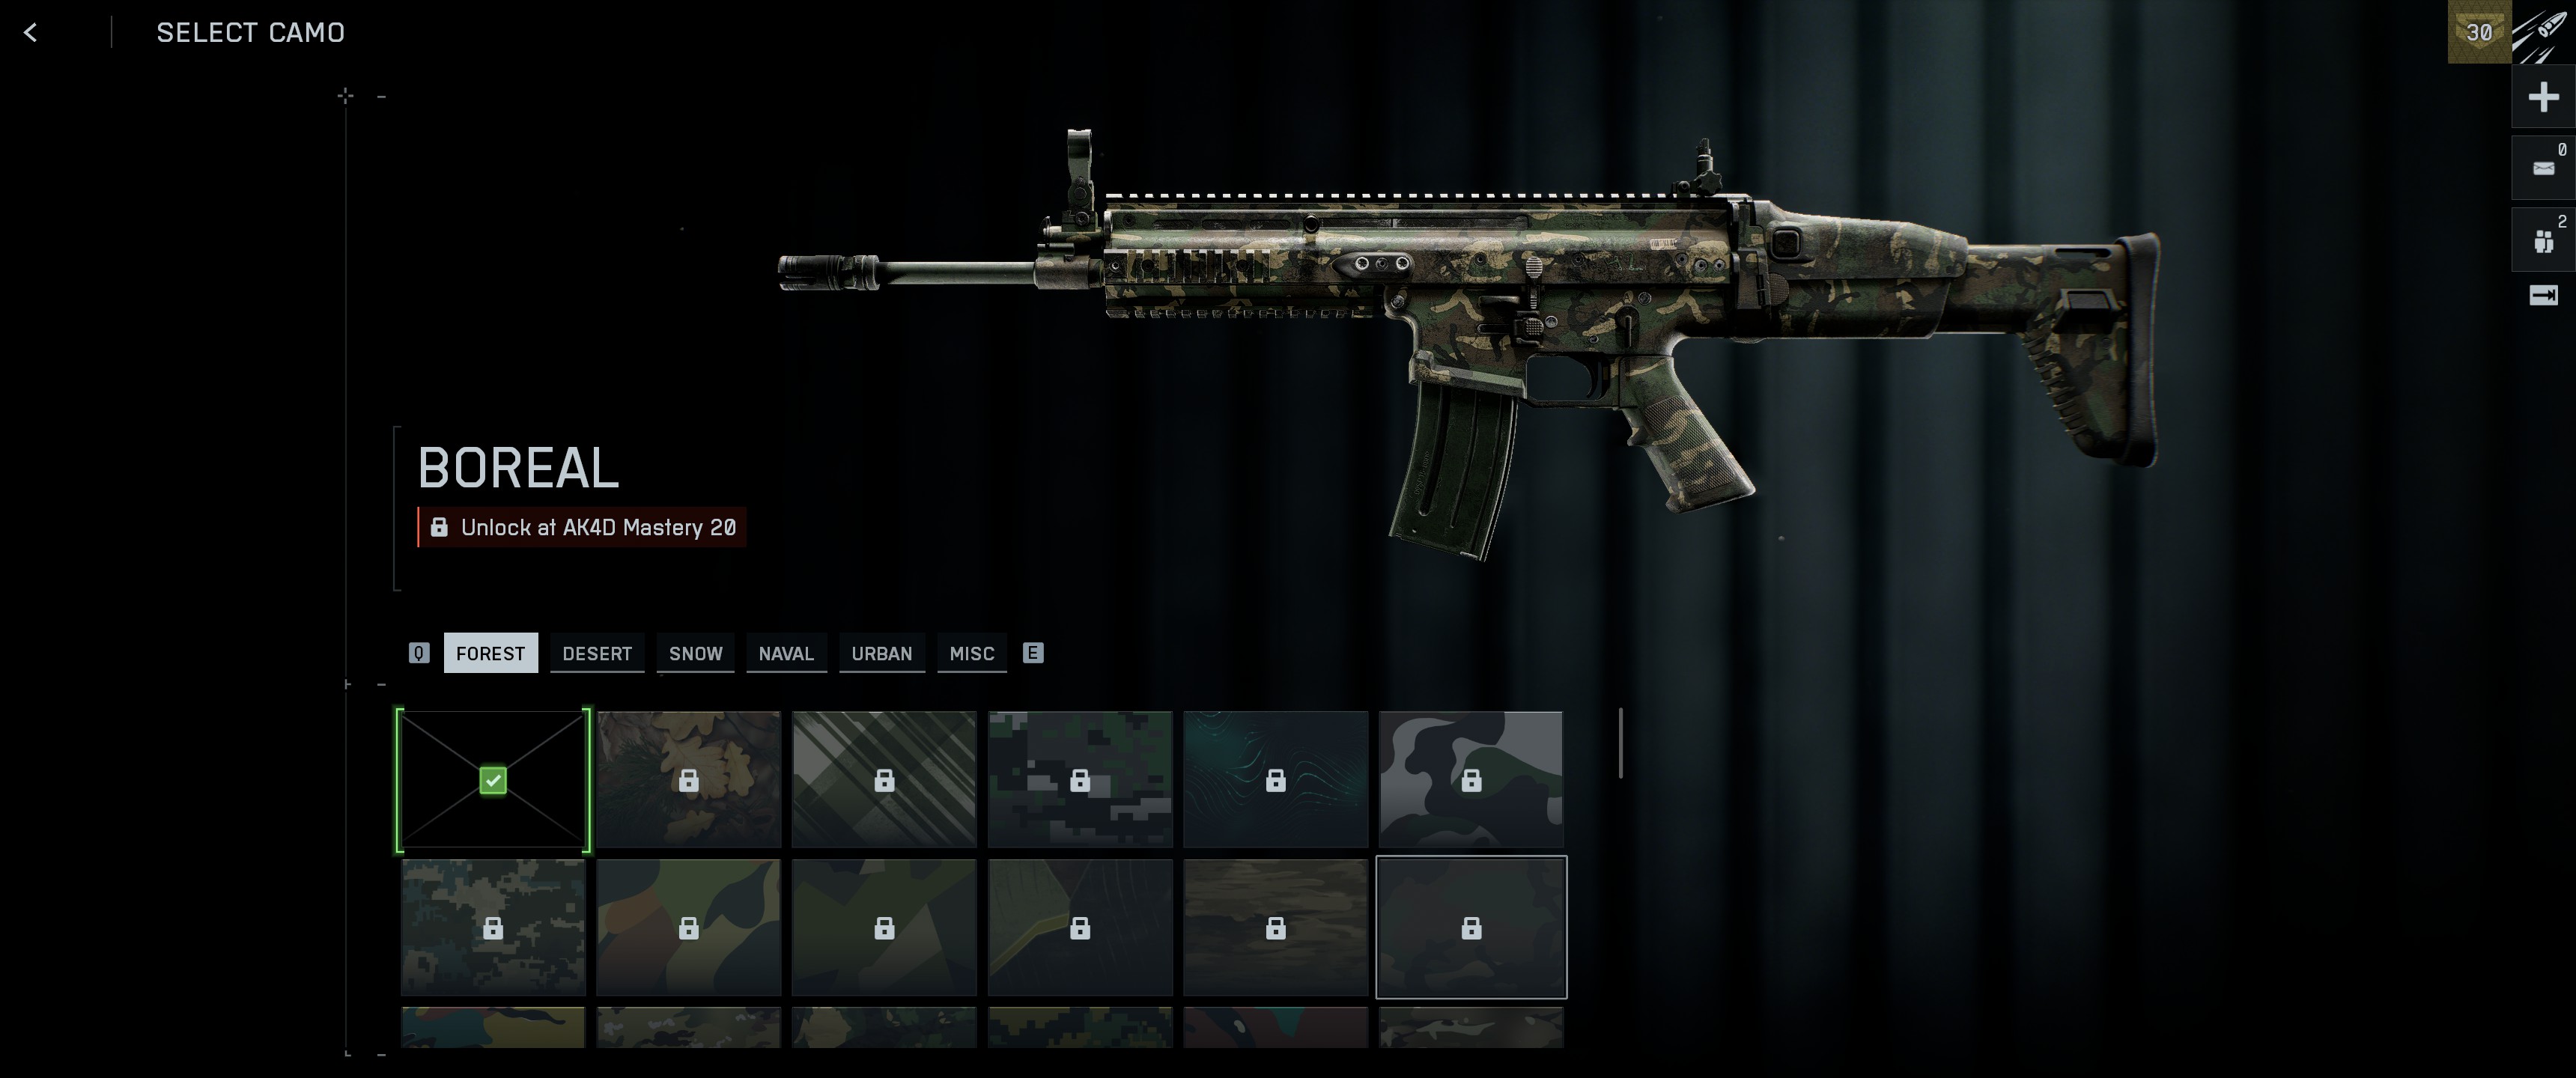 SELECT CAMO
30
0
2
BOREAL
Unlock at AK4D Mastery 20
Q FOREST DESERT SNOW NAVAL URBAN MISC E